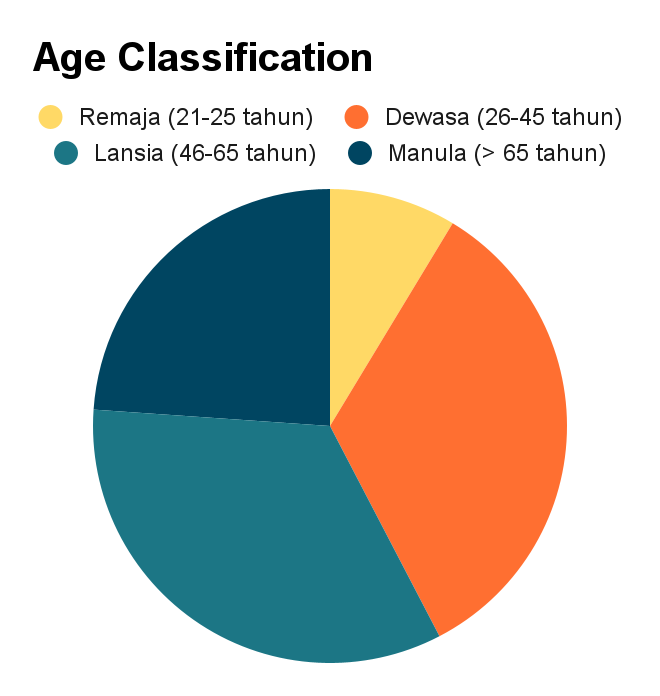 Age Classification
Remaja (21-25 tahun) Dewasa (26-45 tahun)
Lansia (46-65 tahun) Manula (> 65 tahun)